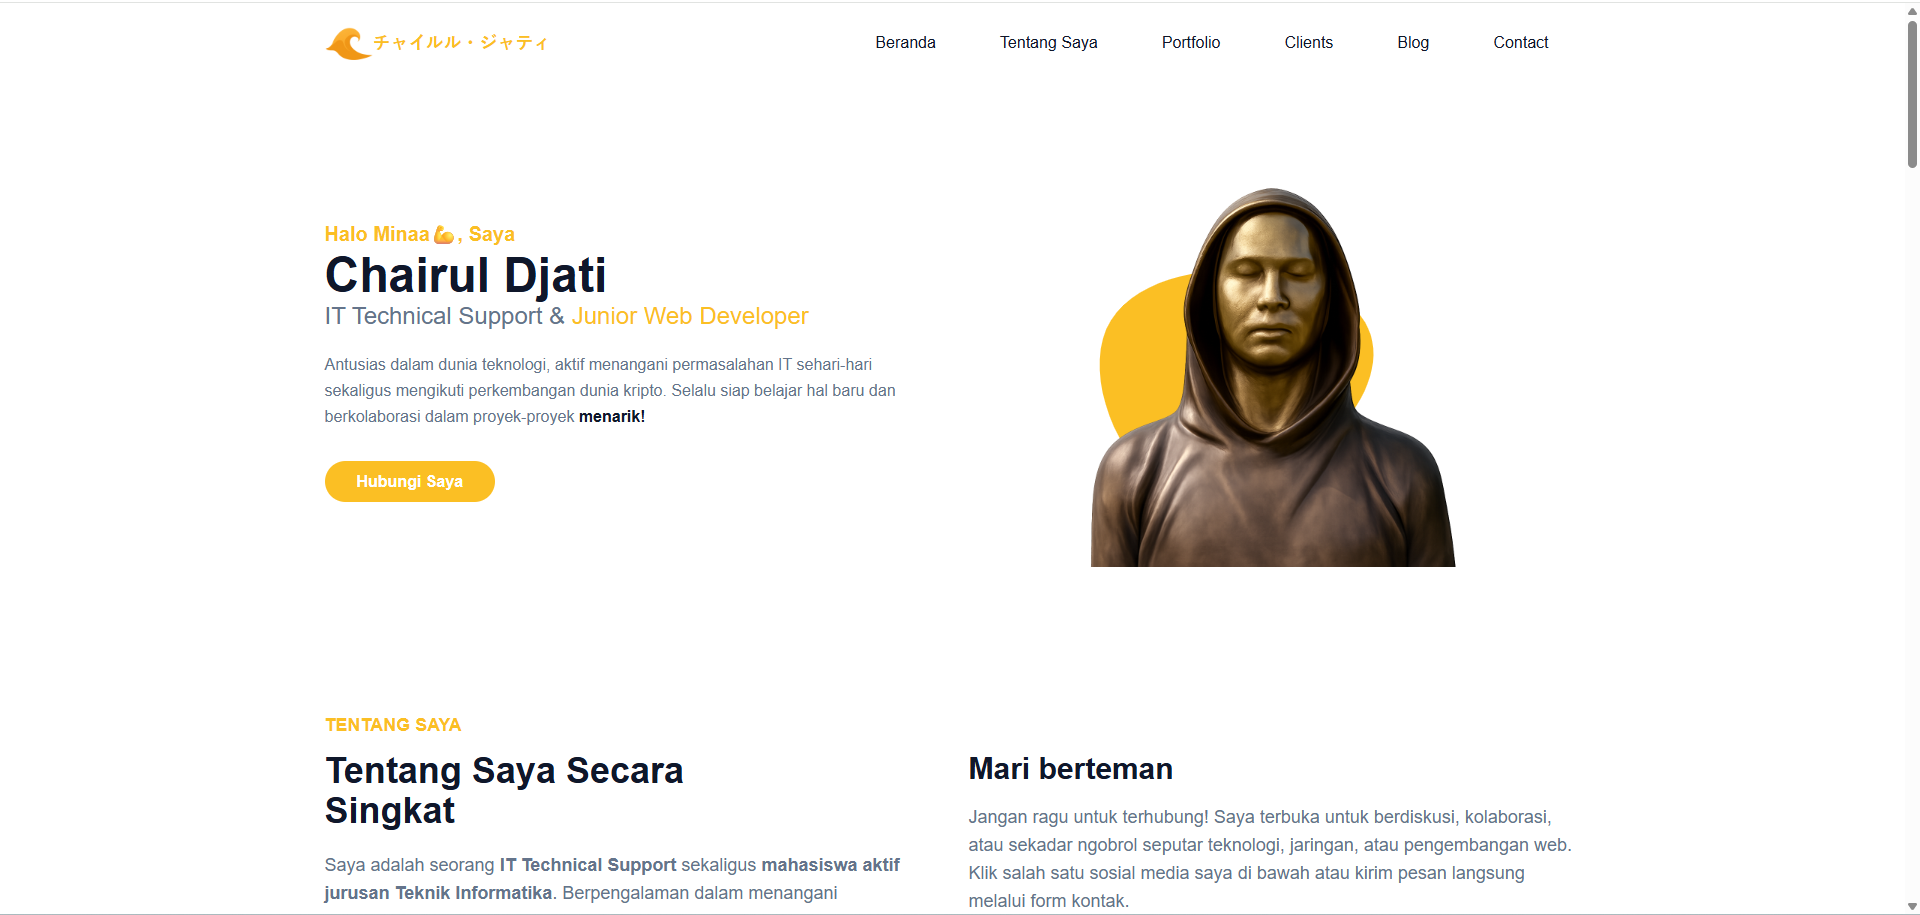 チャイルル・ジャティ
Beranda
Tentang Saya
Portfolio
Clients
Blog
Contact
Halo Minaa💪, Saya
Chairul Djati
IT Technical Support & Junior Web Developer
Antusias dalam dunia teknologi, aktif menangani permasalahan IT sehari-hari
sekaligus mengikuti perkembangan dunia kripto. Selalu siap belajar hal baru dan
berkolaborasi dalam proyek-proyek menarik!
Hubungi Saya
TENTANG SAYA
Tentang Saya Secara
Singkat
Saya adalah seorang IT Technical Support sekaligus mahasiswa aktif
jurusan Teknik Informatika. Berpengalaman dalam menangani
Mari berteman
Jangan ragu untuk terhubung! Saya terbuka untuk berdiskusi, kolaborasi,
atau sekadar ngobrol seputar teknologi, jaringan, atau pengembangan web.
Klik salah satu sosial media saya di bawah atau kirim pesan langsung
melalui form kontak.